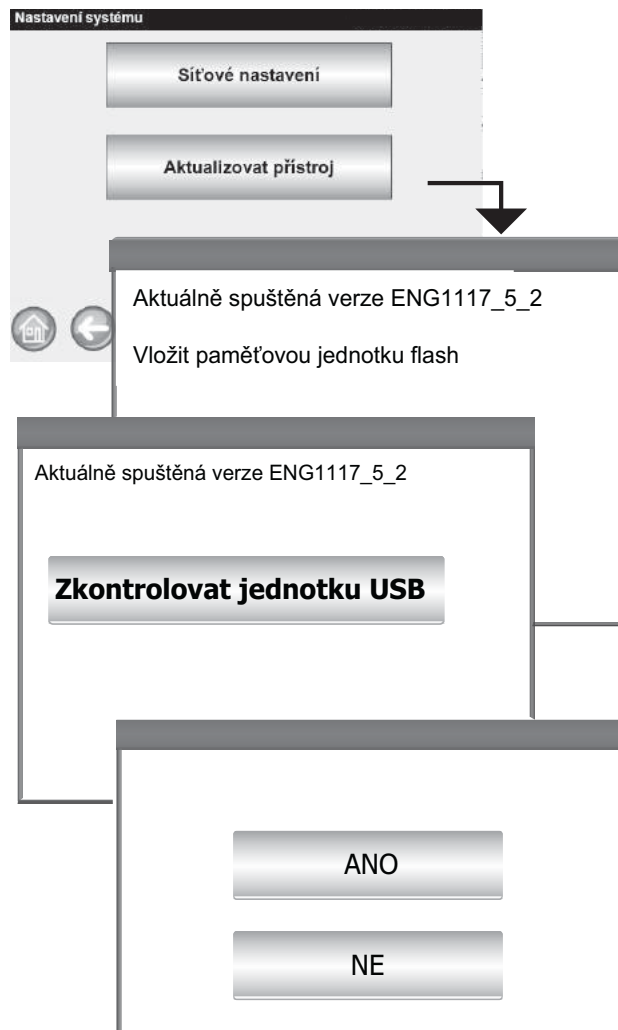 Nastavení systému
Síťové nastavení
Aktualizovat přístroj
Aktuálně spuštěná verze ENG1117_5_2
Vložit paměťovou jednotku flash
Aktuálně spuštěná verze ENG1117_5_2
Zkontrolovat jednotku USB
ANO
NE